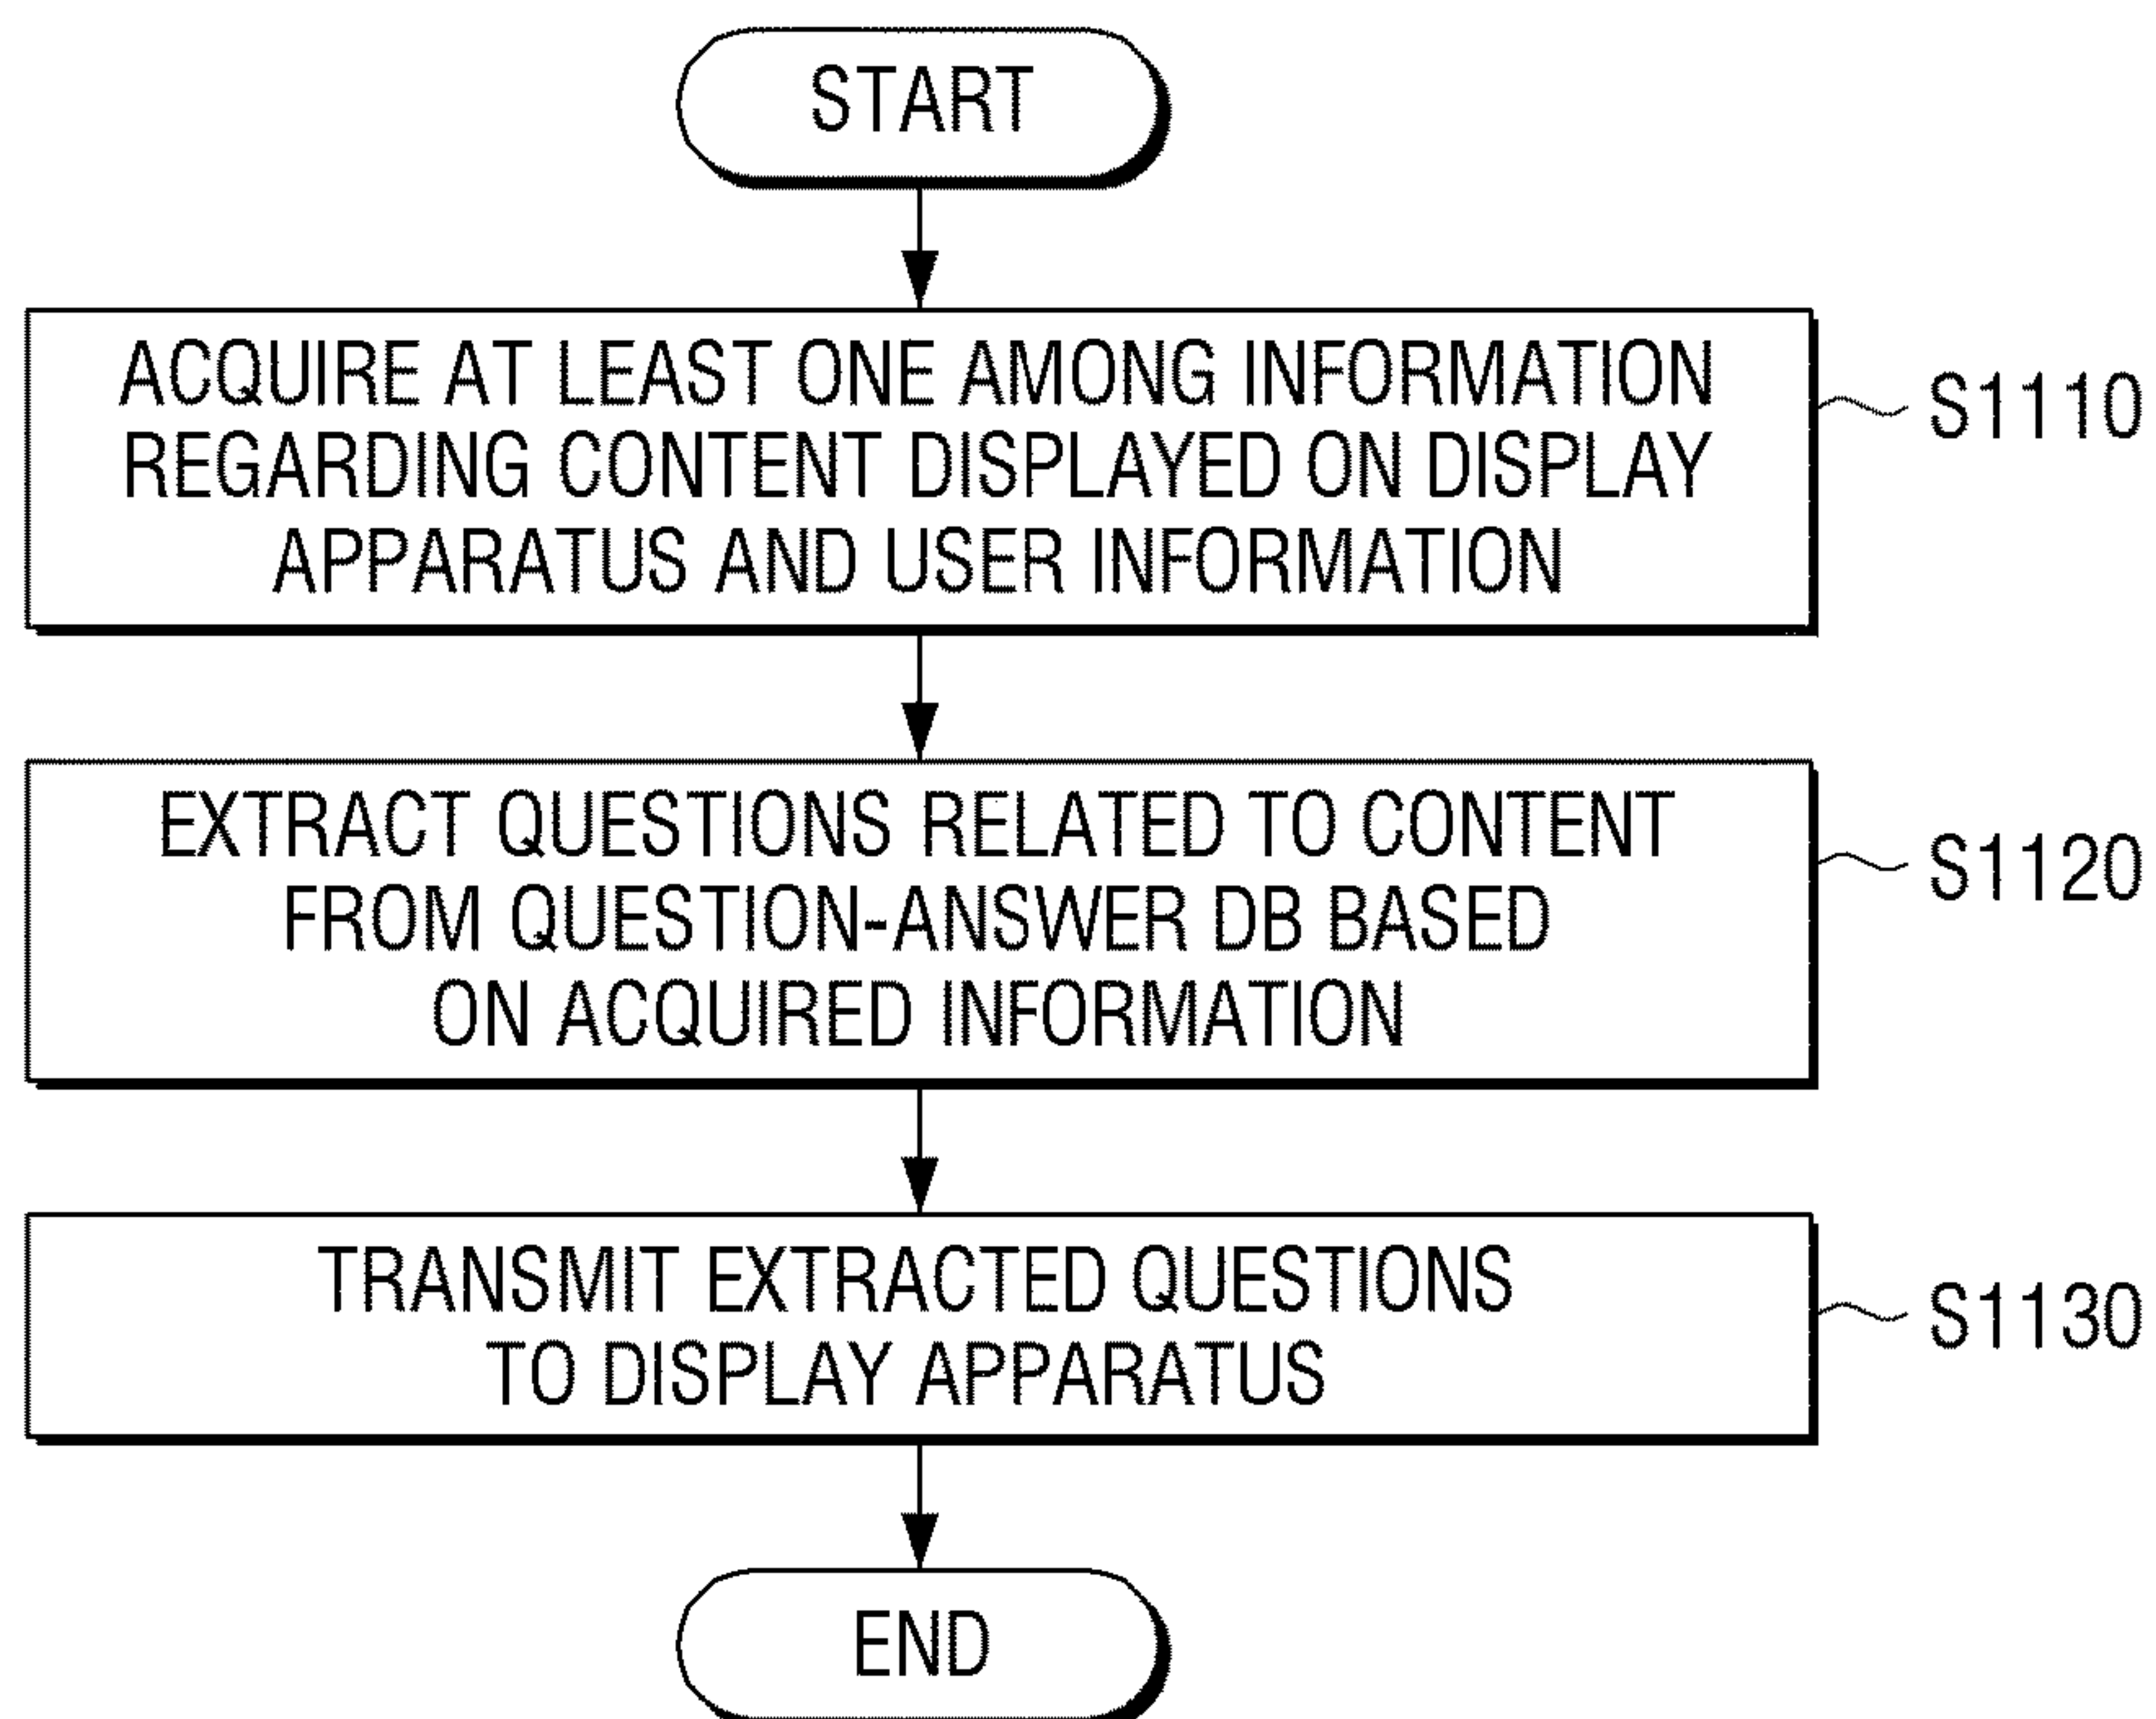 START
ACQUIRE AT LEAST ONE AMONG INFORMATION
REGARDING CONTENT DISPLAYED ON DISPLAY
APPARATUS AND USER INFORMATION
S1110
EXTRACT QUESTIONS RELATED TO CONTENT
FROM QUESTION-ANSWER DB BASED
ON ACQUIRED INFORMATION
S1120
TRANSMIT EXTRACTED QUESTIONS
TO DISPLAY APPARATUS
S1130
END